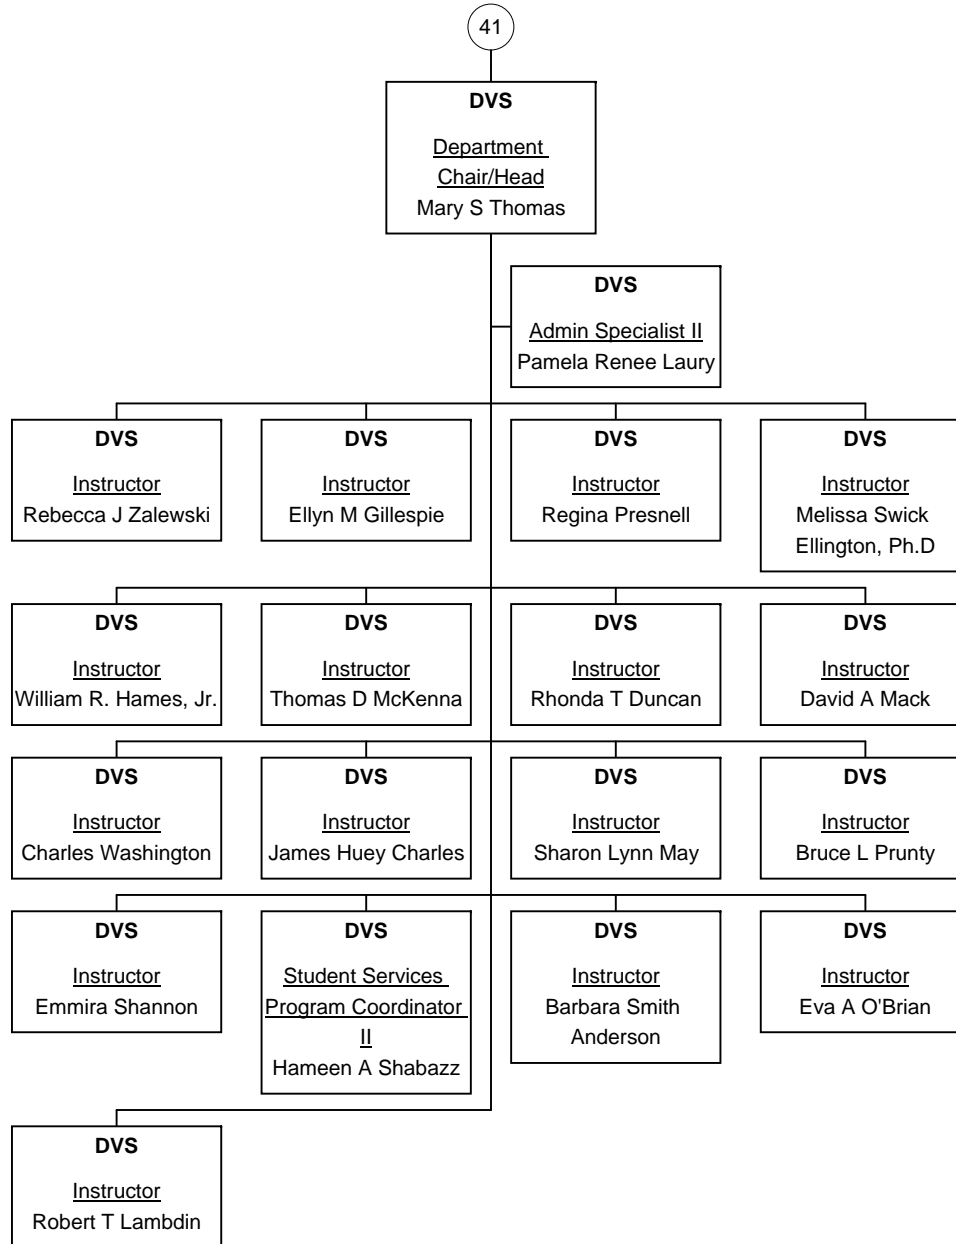 41
DVS
Department
Chair/Head
Mary S Thomas
DVS
Admin Specialist II
Pamela Renee Laury
DVS
Instructor
Rebecca J Zalewski
DVS
Instructor
Ellyn M Gillespie
DVS
Instructor
Regina Presnell
DVS
Instructor
Melissa Swick
Ellington, Ph.D
DVS
Instructor
William R. Hames, Jr.
DVS
Instructor
Thomas D McKenna
DVS
Instructor
Rhonda T Duncan
DVS
Instructor
David A Mack
DVS
Instructor
Charles Washington
DVS
Instructor
James Huey Charles
DVS
Instructor
Sharon Lynn May
DVS
Instructor
Bruce L Prunty
DVS
Instructor
Emmira Shannon
DVS
Student Services
Program Coordinator
II
Hameen A Shabazz
DVS
Instructor
Barbara Smith
Anderson
DVS
Instructor
Eva A O'Brian
DVS
Instructor
Robert T Lambdin